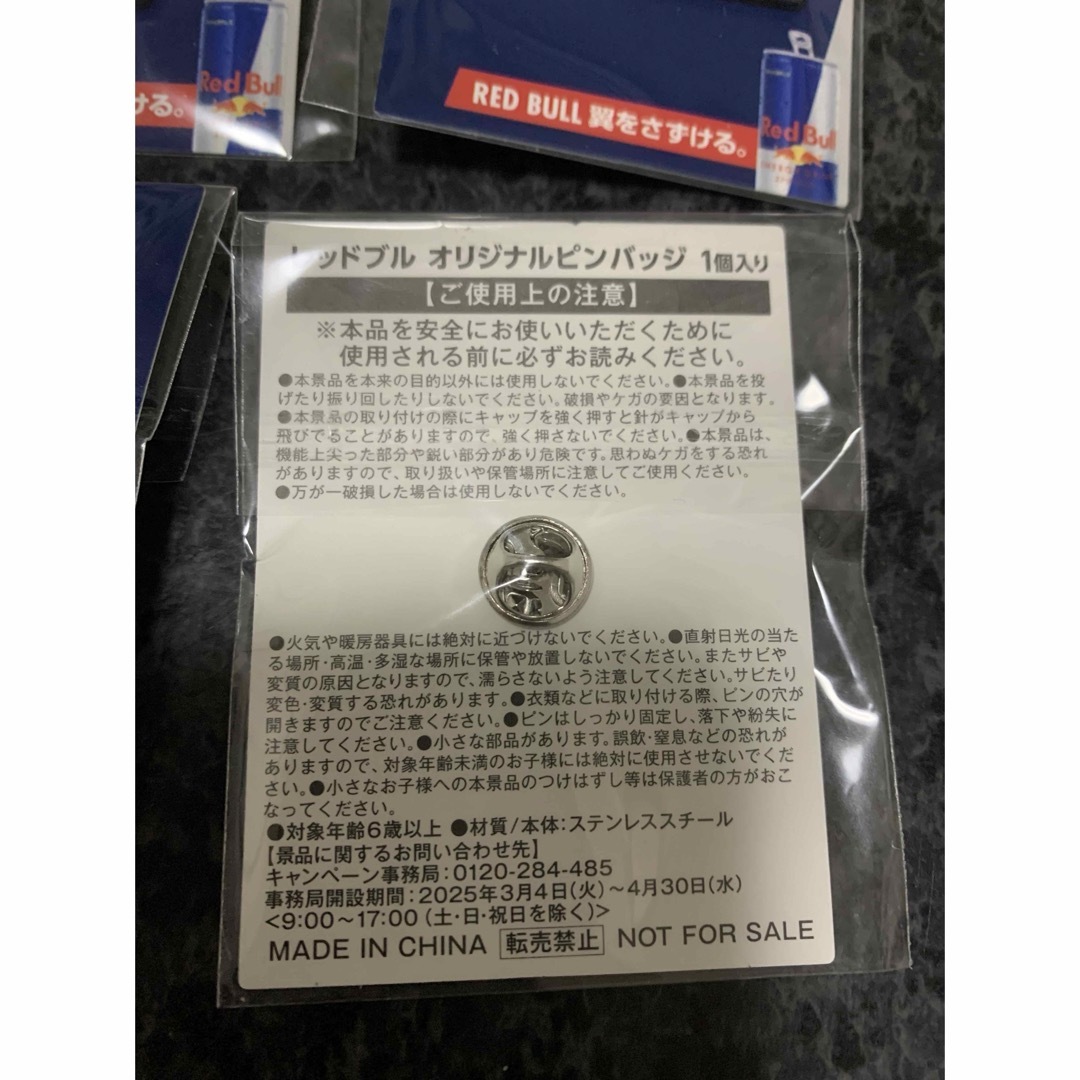 Red Bull
ける。
RED BULL 翼をさずける。
Red Bull
レッドブル オリジナルピンバッジ 1個入り
【ご使用上の注意】
※本品を安全にお使いいただくために
使用される前に必ずお読みください。
●本景品を本来の目的以外には使用しないでください。●本景品を投
げたり振り回したりしないでください。破損やケガの要因となります。
●本景品の取り付けの際にキャップを強く押すと針がキャップから
飛びでることがありますので、強く押さないでください。●本景品は、
機能上尖った部分や鋭い部分があり危険です。思わぬケガをする恐れ
がありますので、取り扱いや保管場所に注意してご使用ください。
●万が一破損した場合は使用しないでください。
●火気や暖房器具には絶対に近づけないでください。●直射日光の当た
る場所・高温・多湿な場所に保管や放置しないでください。またサビや
変質の原因となりますので、濡らさないよう注意してください。サビたり
変色・変質する恐れがあります。●衣類などに取り付ける際、ピンの穴が
開きますのでご注意ください。●ピンはしっかり固定し、落下や紛失に
注意してください。●小さな部品があります。誤飲・窒息などの恐れが
ありますので、対象年齢未満のお子様には絶対に使用させないでくだ
さい。●小さなお子様への本景品のつけはずし等は保護者の方がおこ
なってください。
●対象年齢6歳以上 ●材質/本体:ステンレススチール
【景品に関するお問い合わせ先】
キャンペーン事務局:0120-284-485
事務局開設期間:2025年3月4日(火)～4月30日(水)
<9:00～17:00(土・日・祝日を除く)>
MADE IN CHINA 転売禁止 NOT FOR SALE